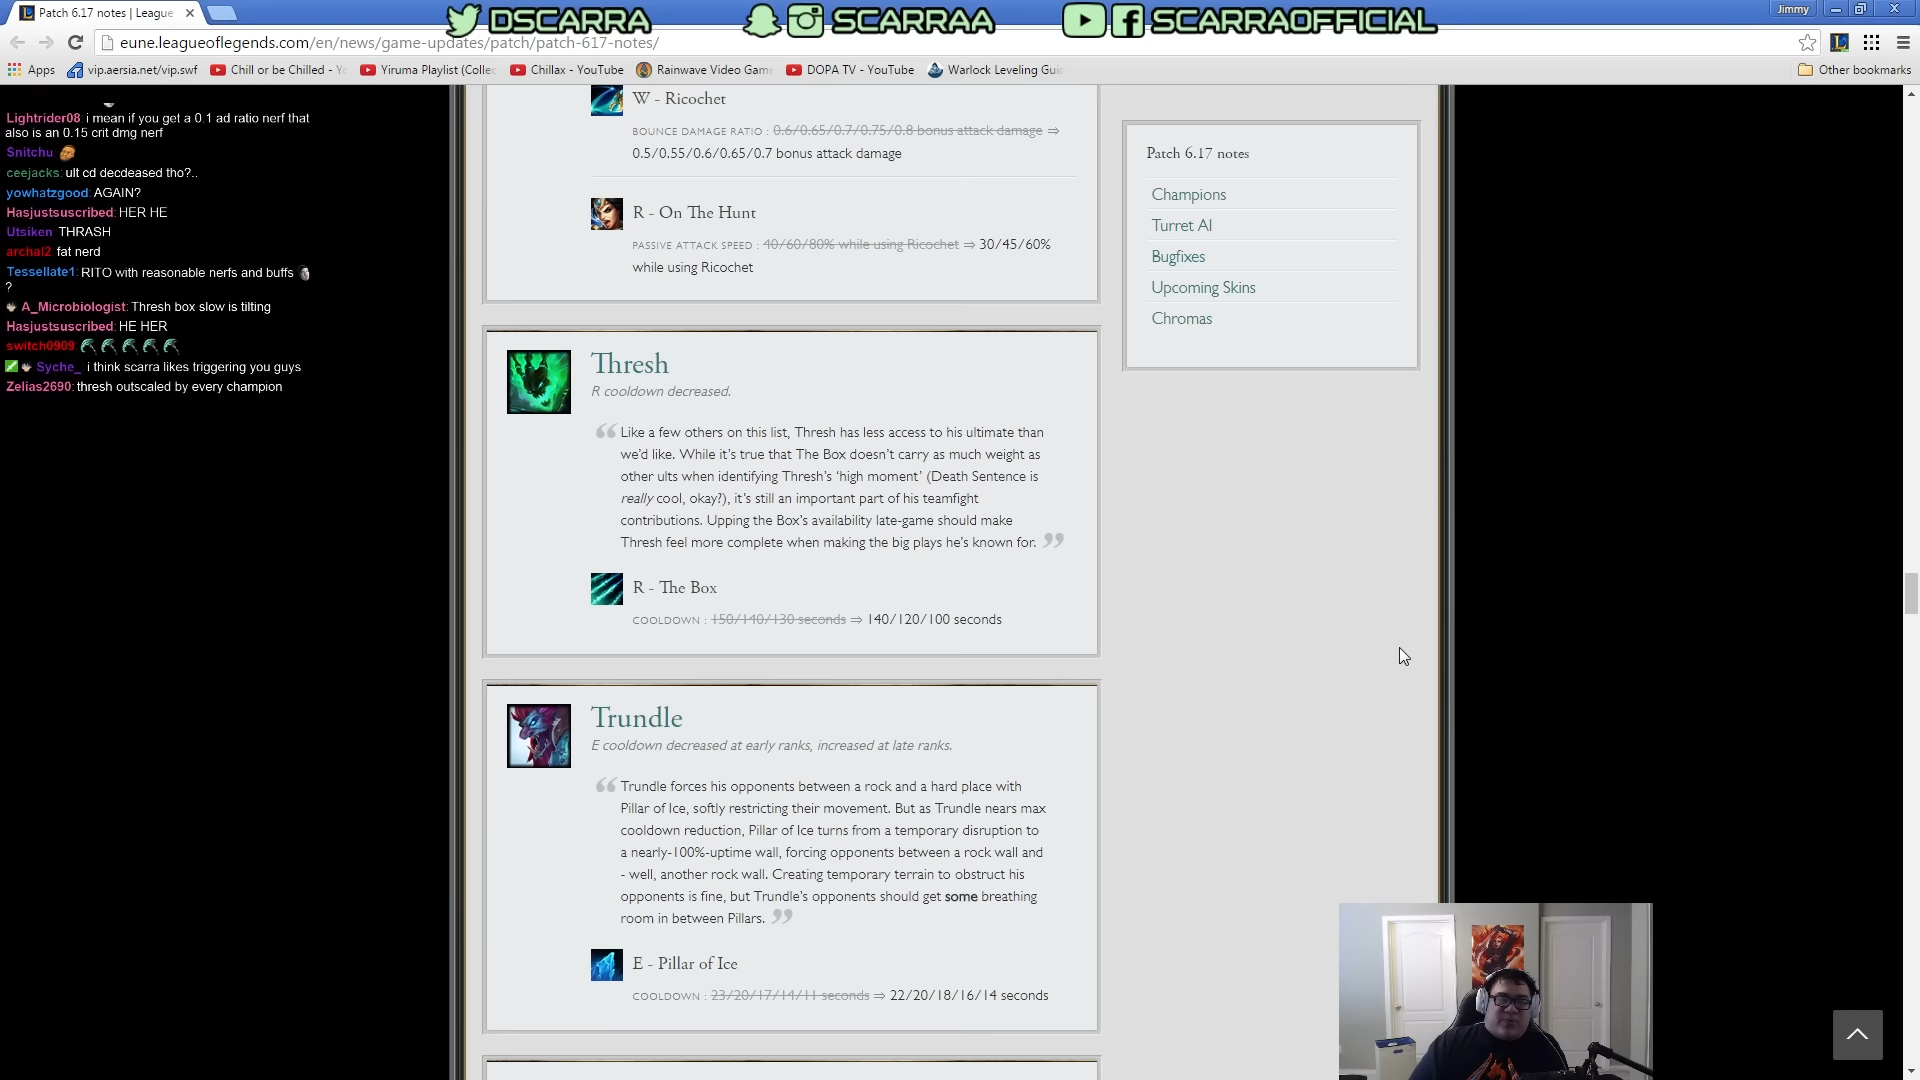 Patch 6.17 notes | League
DSCARRA
SCARRAA
SCARRAOFFICIAL
Jimmy
eune.leagueoflegends.com/en/news/game-updates/patch/patch-617-notes/
Apps
vip.aersia.net/vip.swf
Chill or be Chilled - Yo
Yiruma Playlist (Collec
Chillax - YouTube
Rainwave Video Game
DOPA TV - YouTube
Warlock Leveling Guid
Other bookmarks
Lightrider08 i mean if you get a 0.1 ad ratio nerf that
also is an 0.15 crit dmg nerf
Snitchu:
ceejacks: ult cd decdeased tho?..
yowhatzgood: AGAIN?
Hasjustsuscribed: HER HE
Utsiken: THRASH
archal2: fat nerd
Tessellate1: RITO with reasonable nerfs and buffs
?
A_Microbiologist: Thresh box slow is tilting
Hasjustsuscribed: HE HER
switch0909:
Syche_: i think scarra likes triggering you guys
Zelias2690: thresh outscaled by every champion
W - Ricochet
BOUNCE DAMAGE RATIO : 0.6/0.65/0.7/0.75/0.8 bonus attack damage ⇒
0.5/0.55/0.6/0.65/0.7 bonus attack damage
R - On The Hunt
PASSIVE ATTACK SPEED : 40/60/80% while using Ricochet ⇒ 30/45/60%
while using Ricochet
Thresh
R cooldown decreased.
“ Like a few others on this list, Thresh has less access to his ultimate than
we’d like. While it’s true that The Box doesn’t carry as much weight as
other ults when identifying Thresh’s ‘high moment’ (Death Sentence is
really cool, okay?), it’s still an important part of his teamfight
contributions. Upping the Box’s availability late-game should make
Thresh feel more complete when making the big plays he’s known for. ”
R - The Box
COOLDOWN : 150/140/130 seconds ⇒ 140/120/100 seconds
Trundle
E cooldown decreased at early ranks, increased at late ranks.
“ Trundle forces his opponents between a rock and a hard place with
Pillar of Ice, softly restricting their movement. But as Trundle nears max
cooldown reduction, Pillar of Ice turns from a temporary disruption to
a nearly-100%-uptime wall, forcing opponents between a rock wall and
- well, another rock wall. Creating temporary terrain to obstruct his
opponents is fine, but Trundle’s opponents should get some breathing
room in between Pillars. ”
E - Pillar of Ice
COOLDOWN : 23/20/17/14/11 seconds ⇒ 22/20/18/16/14 seconds
Patch 6.17 notes
Champions
Turret AI
Bugfixes
Upcoming Skins
Chromas